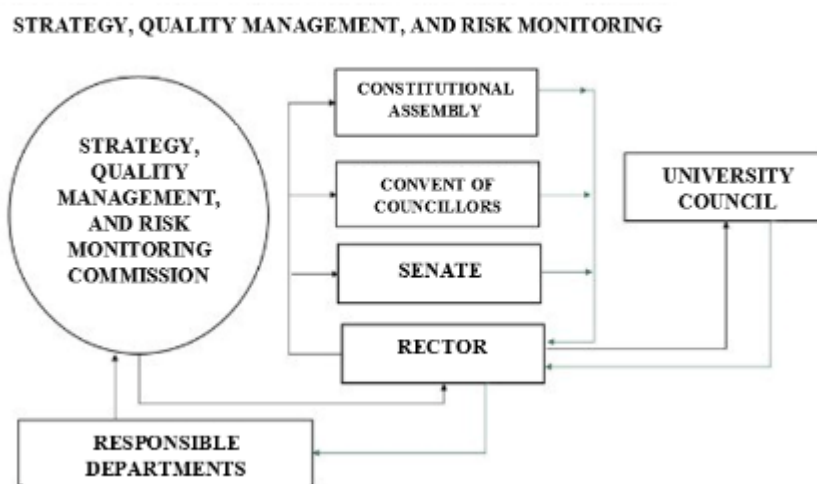 STRATEGY, QUALITY MANAGEMENT, AND RISK MONITORING
STRATEGY,
QUALITY
MANAGEMENT,
AND RISK
MONITORING
COMMISSION
CONSTITUTIONAL
ASSEMBLY
CONVENT OF
COUNCILLORS
SENATE
RECTOR
UNIVERSITY
COUNCIL
RESPONSIBLE
DEPARTMENTS